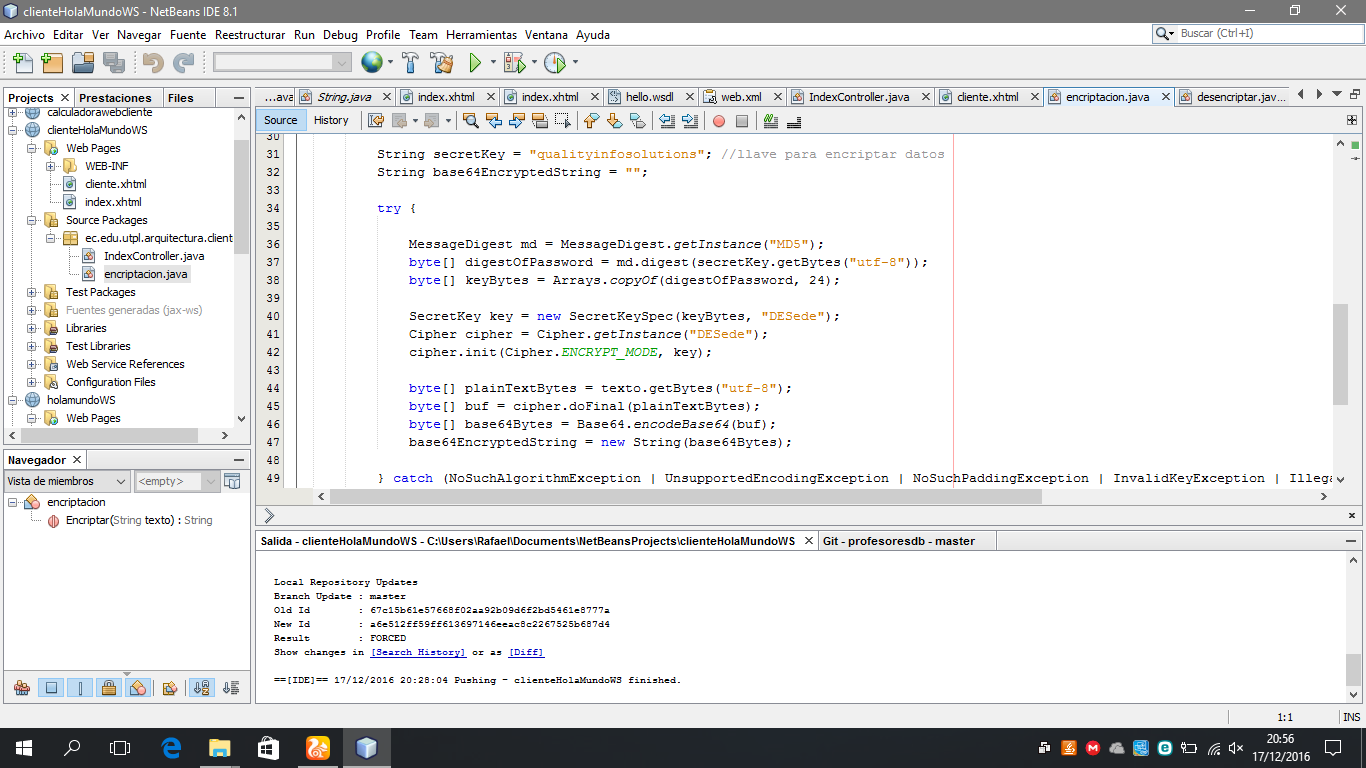 clienteHolaMundoWS - NetBeans IDE 8.1
Archivo Editar Ver Navegar Fuente Reestructurar Run Debug Profile Team Herramientas Ventana Ayuda
Buscar (Ctrl+I)
Projects Prestaciones Files
...ava String.java index.xhtml index.xhtml hello.wsdl web.xml IndexController.java cliente.xhtml encriptacion.java desencriptar.jav...
Source History
calculadorawebcliente
clienteHolaMundoWS
Web Pages
WEB-INF
cliente.xhtml
index.xhtml
Source Packages
ec.edu.utpl.arquitectura.client
IndexController.java
encriptacion.java
Test Packages
Fuentes generadas (jax-ws)
Libraries
Test Libraries
Web Service References
Configuration Files
holamundoWS
Web Pages
30
31 String secretKey = "qualityinfosolutions"; //llave para encriptar datos
32 String base64EncryptedString = "";
33
34 try {
35
36 MessageDigest md = MessageDigest.getInstance("MD5");
37 byte[] digestOfPassword = md.digest(secretKey.getBytes("utf-8"));
38 byte[] keyBytes = Arrays.copyOf(digestOfPassword, 24);
39
40 SecretKey key = new SecretKeySpec(keyBytes, "DESede");
41 Cipher cipher = Cipher.getInstance("DESede");
42 cipher.init(Cipher.ENCRYPT_MODE, key);
43
44 byte[] plainTextBytes = texto.getBytes("utf-8");
45 byte[] buf = cipher.doFinal(plainTextBytes);
46 byte[] base64Bytes = Base64.encodeBase64(buf);
47 base64EncryptedString = new String(base64Bytes);
48
49 } catch (NoSuchAlgorithmException | UnsupportedEncodingException | NoSuchPaddingException | InvalidKeyException | Illega
Navegador
Vista de miembros <empty>
encriptacion
Encriptar(String texto) : String
Salida - clienteHolaMundoWS - C:\Users\Rafael\Documents\NetBeansProjects\clienteHolaMundoWS Git - profesoresdb - master
Local Repository Updates
Branch Update : master
Old Id : 67c15b61e57668f02aa92b09d6f2bd5461e8777a
New Id : a6e512ff59ff613697146eeac8c2267525b687d4
Result : FORCED
Show changes in [Search History] or as [Diff]
==[IDE]== 17/12/2016 20:28:04 Pushing - clienteHolaMundoWS finished.
1:1 INS
20:56
17/12/2016